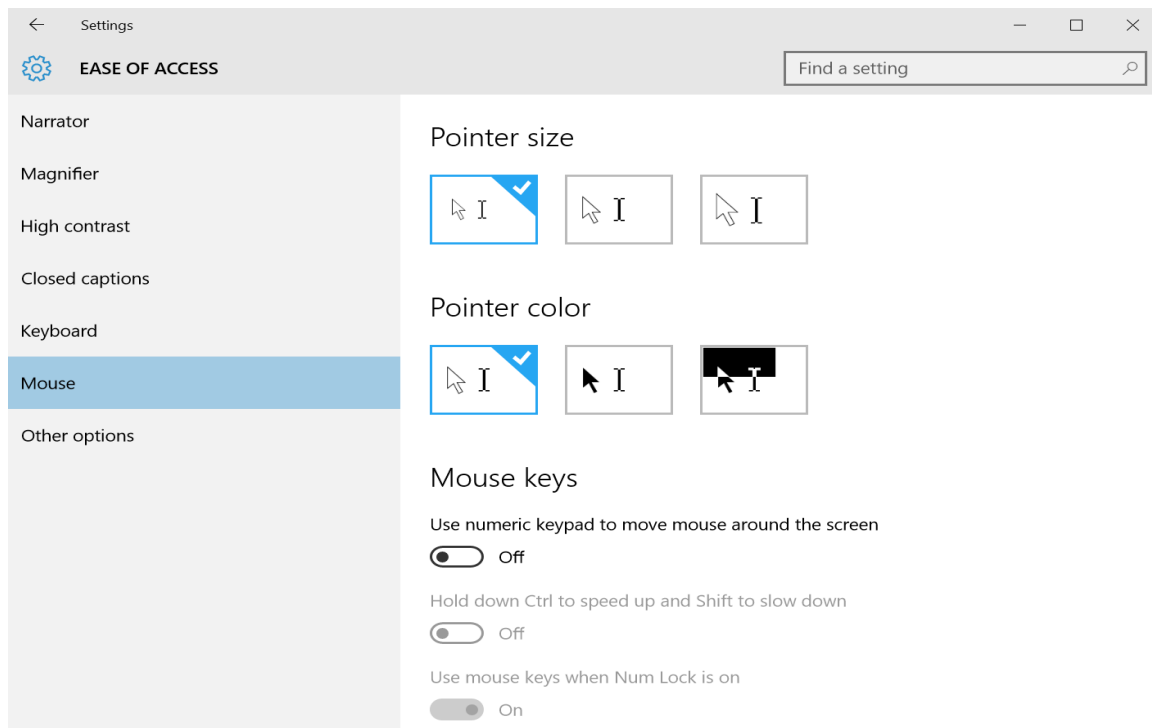 Settings
EASE OF ACCESS
Find a setting
Narrator
Magnifier
High contrast
Closed captions
Keyboard
Mouse
Other options
Pointer size
Pointer color
Mouse keys
Use numeric keypad to move mouse around the screen
Off
Hold down Ctrl to speed up and Shift to slow down
Off
Use mouse keys when Num Lock is on
On